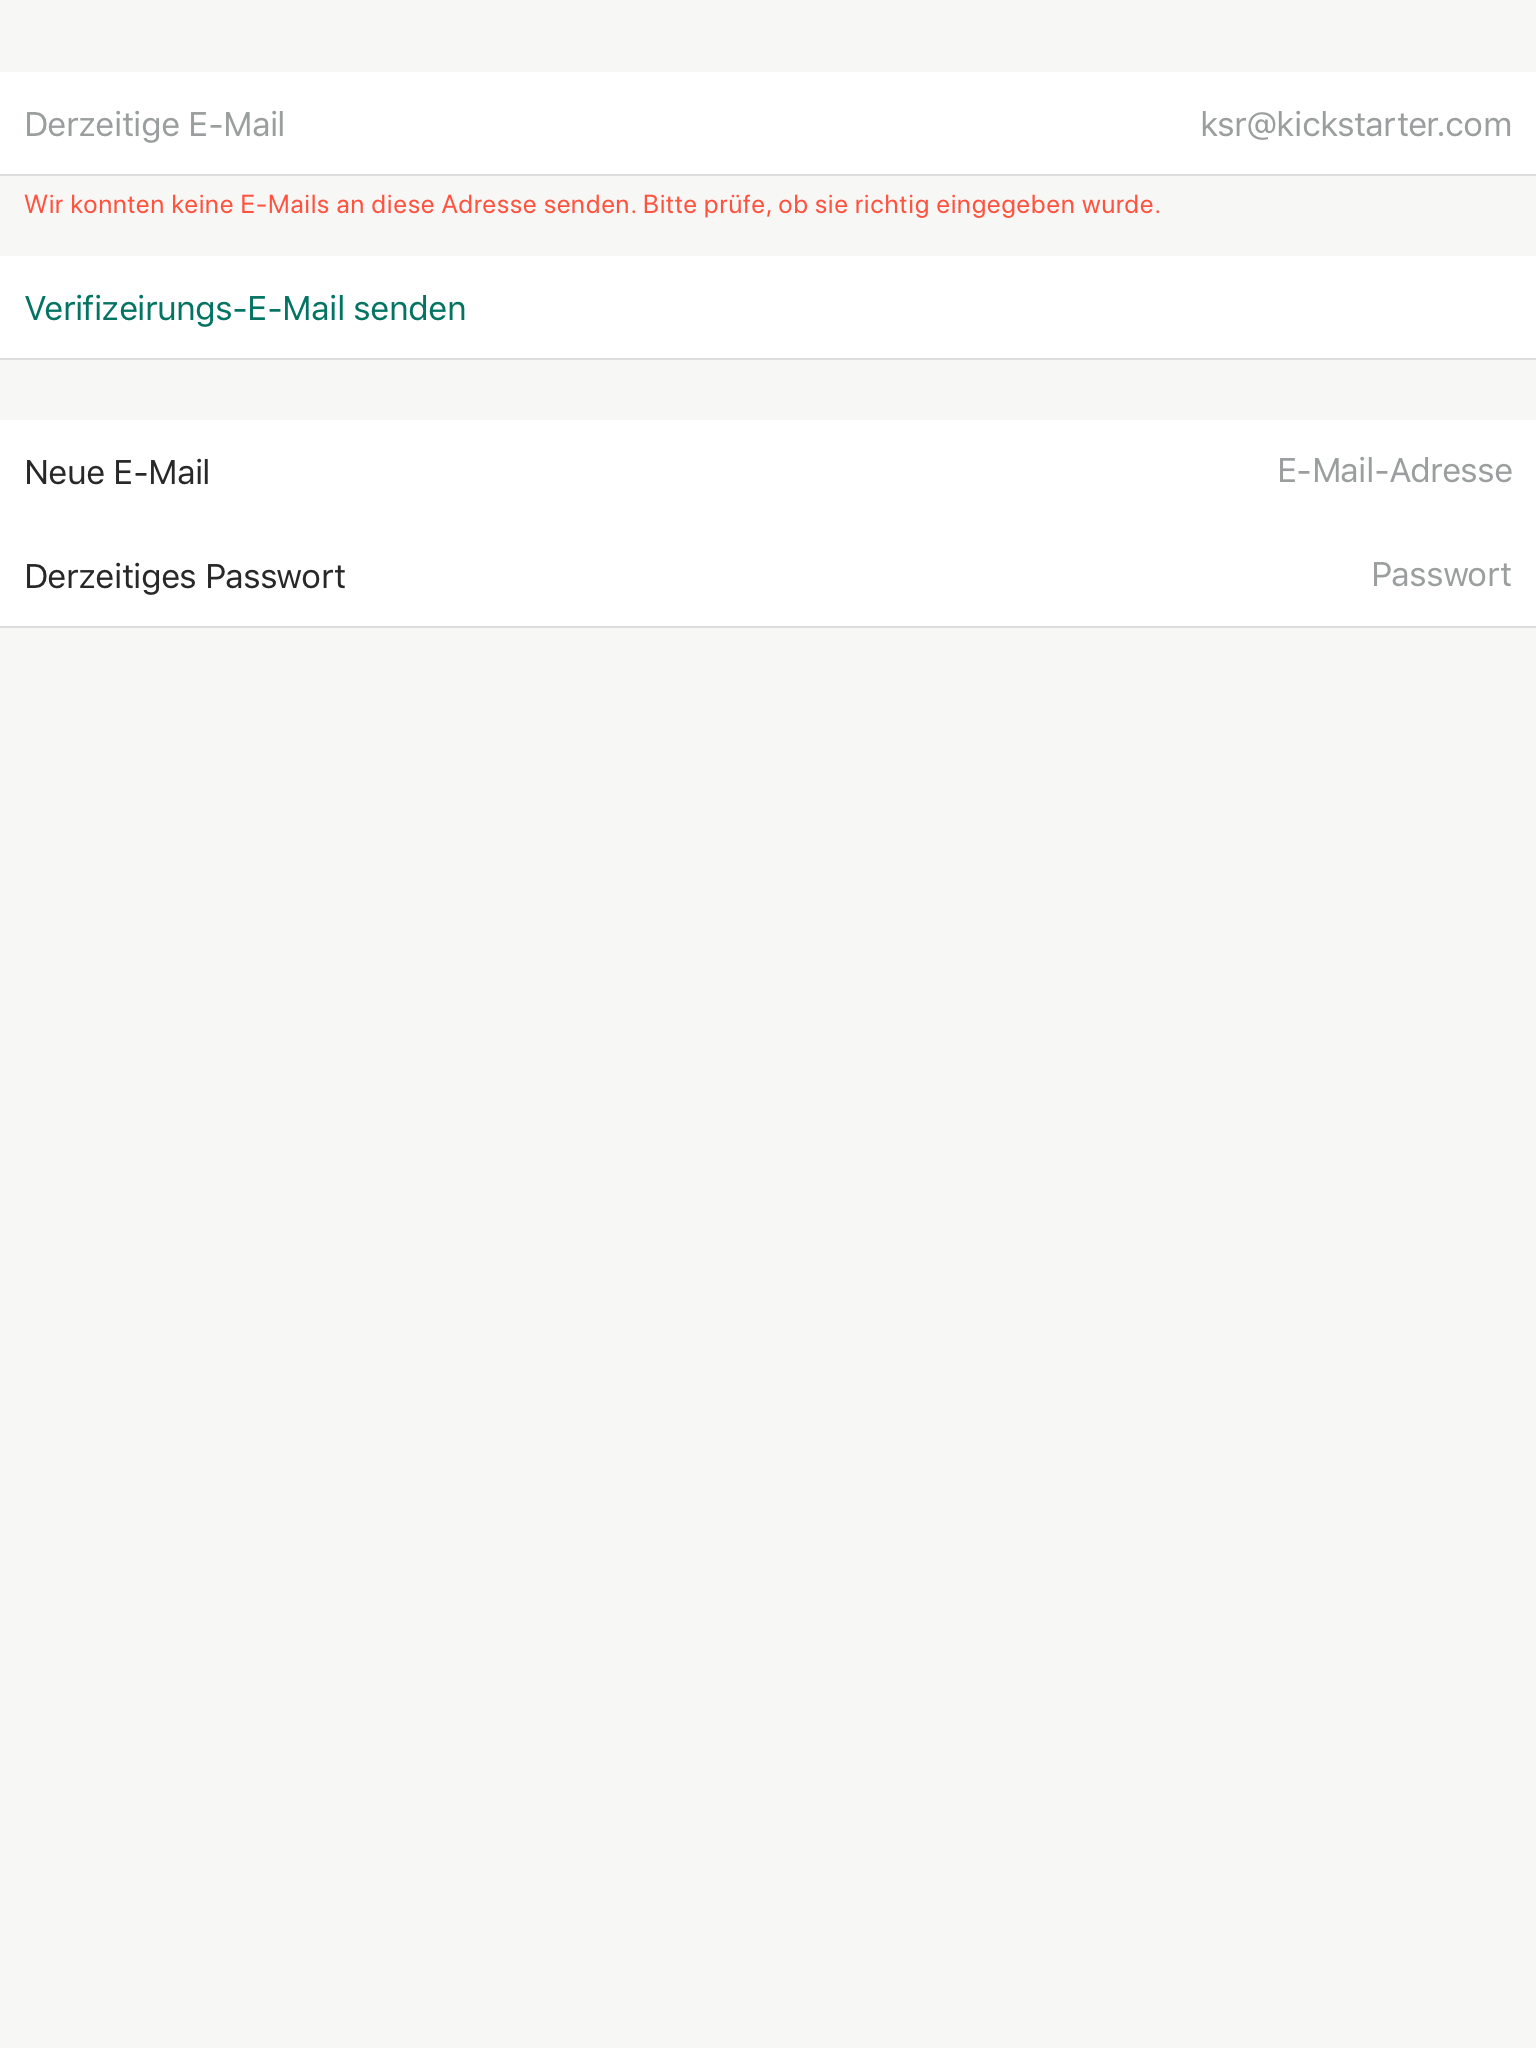 Derzeitige E-Mail ksr@kickstarter.com
Wir konnten keine E-Mails an diese Adresse senden. Bitte prüfe, ob sie richtig eingegeben wurde.
Verifizeirungs-E-Mail senden
Neue E-Mail E-Mail-Adresse
Derzeitiges Passwort Passwort